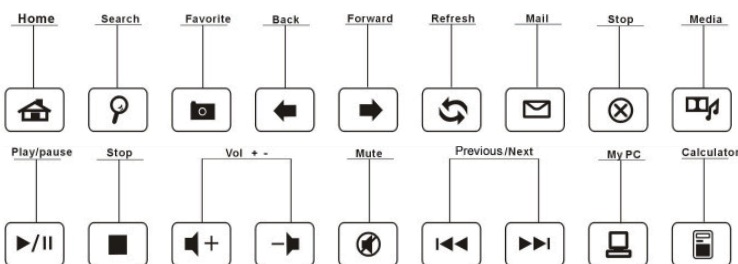 Home Search Favorite Back Forward Refresh Mail Stop Media
Play/pause Stop Vol + - Mute Previous/Next My PC Calculator